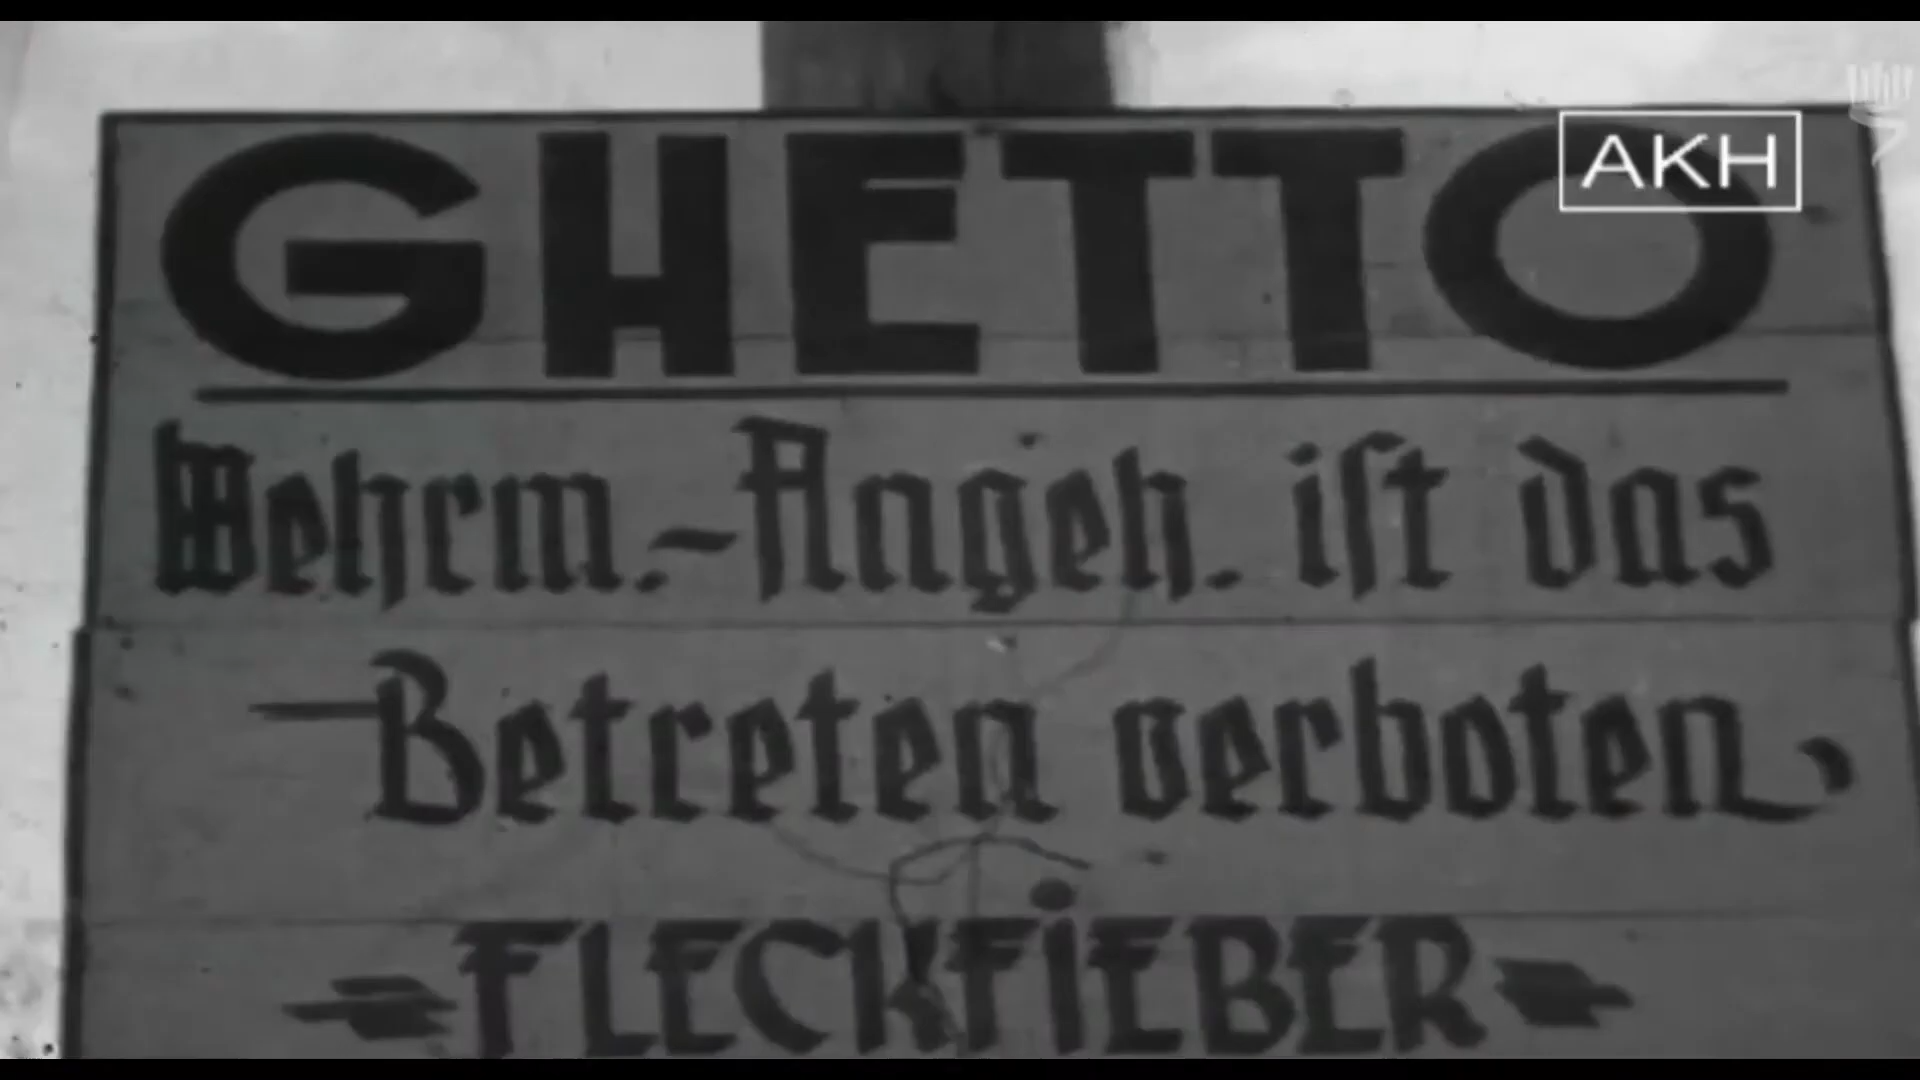 AKH
GHETTO
Wehrm.-Angeh. ist das
Betreten verboten
FLECKFIEBER